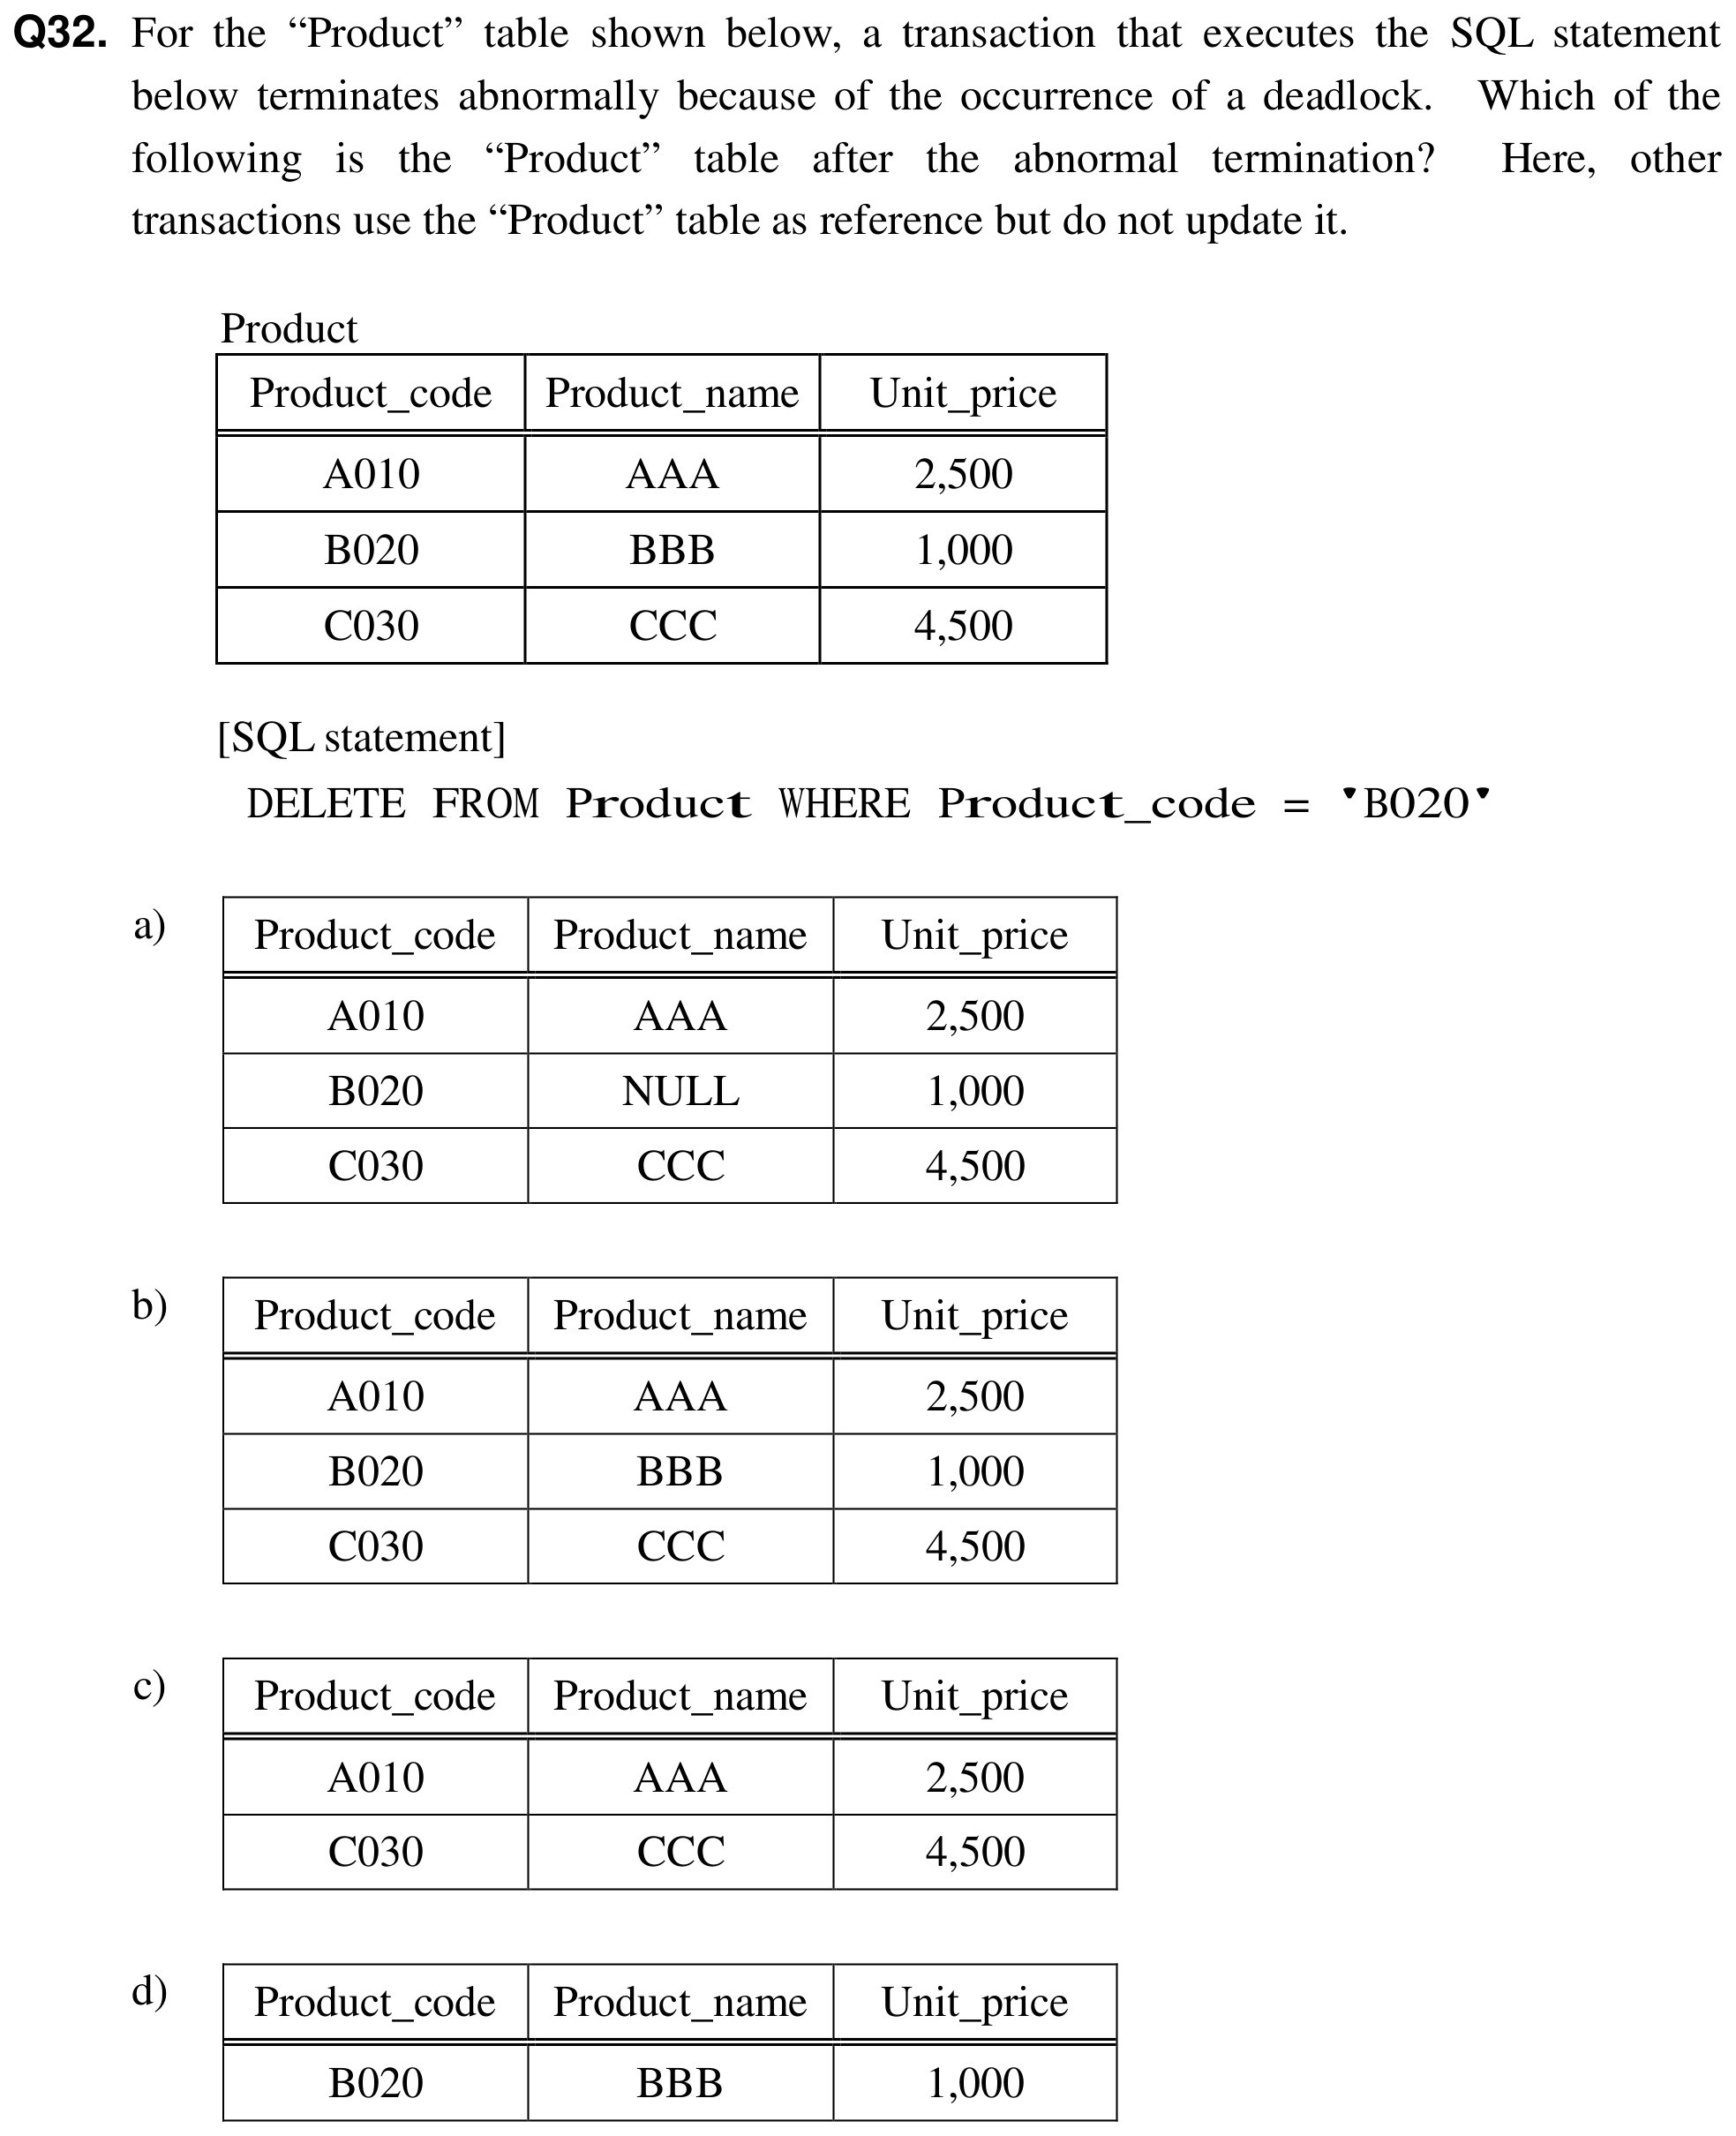 Q32. For the “Product” table shown below, a transaction that executes the SQL statement
below terminates abnormally because of the occurrence of a deadlock. Which of the
following is the “Product” table after the abnormal termination? Here, other
transactions use the “Product” table as reference but do not update it.
Product
Product_code Product_name Unit_price
A010 AAA 2,500
B020 BBB 1,000
C030 CCC 4,500
[SQL statement]
DELETE FROM Product WHERE Product_code = 'B020'
a)
Product_code Product_name Unit_price
A010 AAA 2,500
B020 NULL 1,000
C030 CCC 4,500
b)
Product_code Product_name Unit_price
A010 AAA 2,500
B020 BBB 1,000
C030 CCC 4,500
c)
Product_code Product_name Unit_price
A010 AAA 2,500
C030 CCC 4,500
d)
Product_code Product_name Unit_price
B020 BBB 1,000